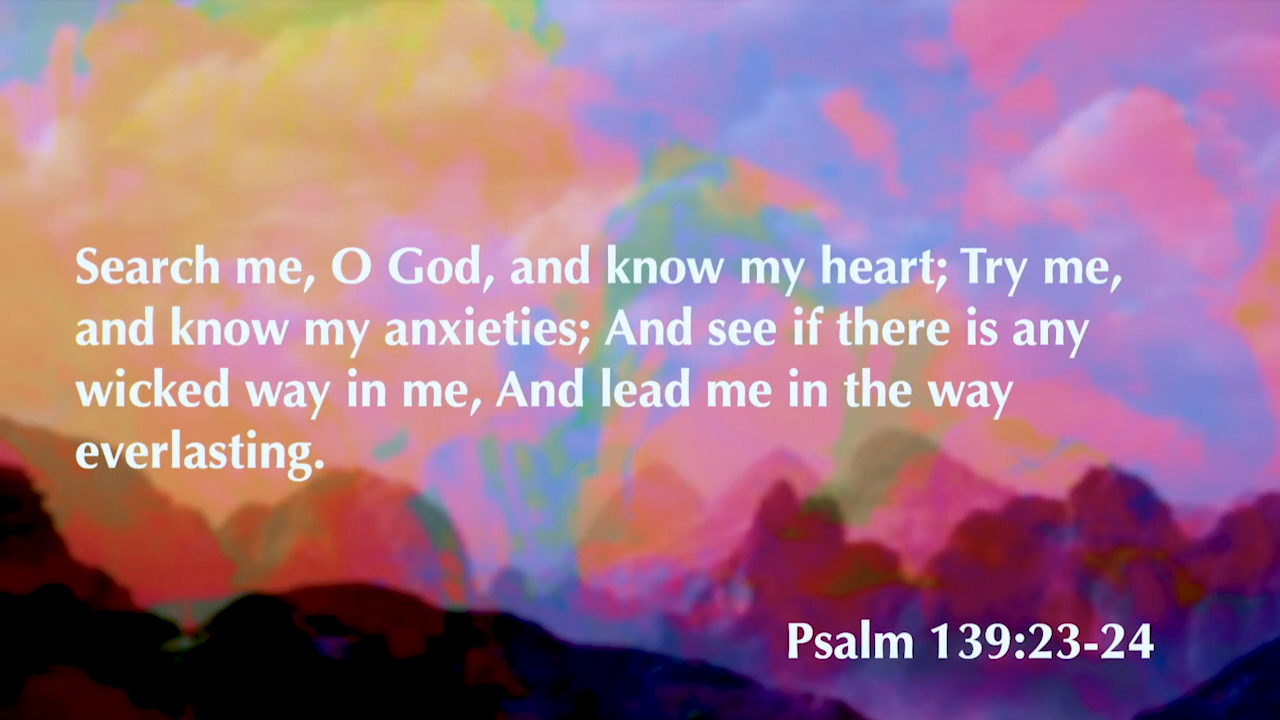 Search me, O God, and know my heart; Try me,
and know my anxieties; And see if there is any
wicked way in me, And lead me in the way
everlasting.
Psalm 139:23-24